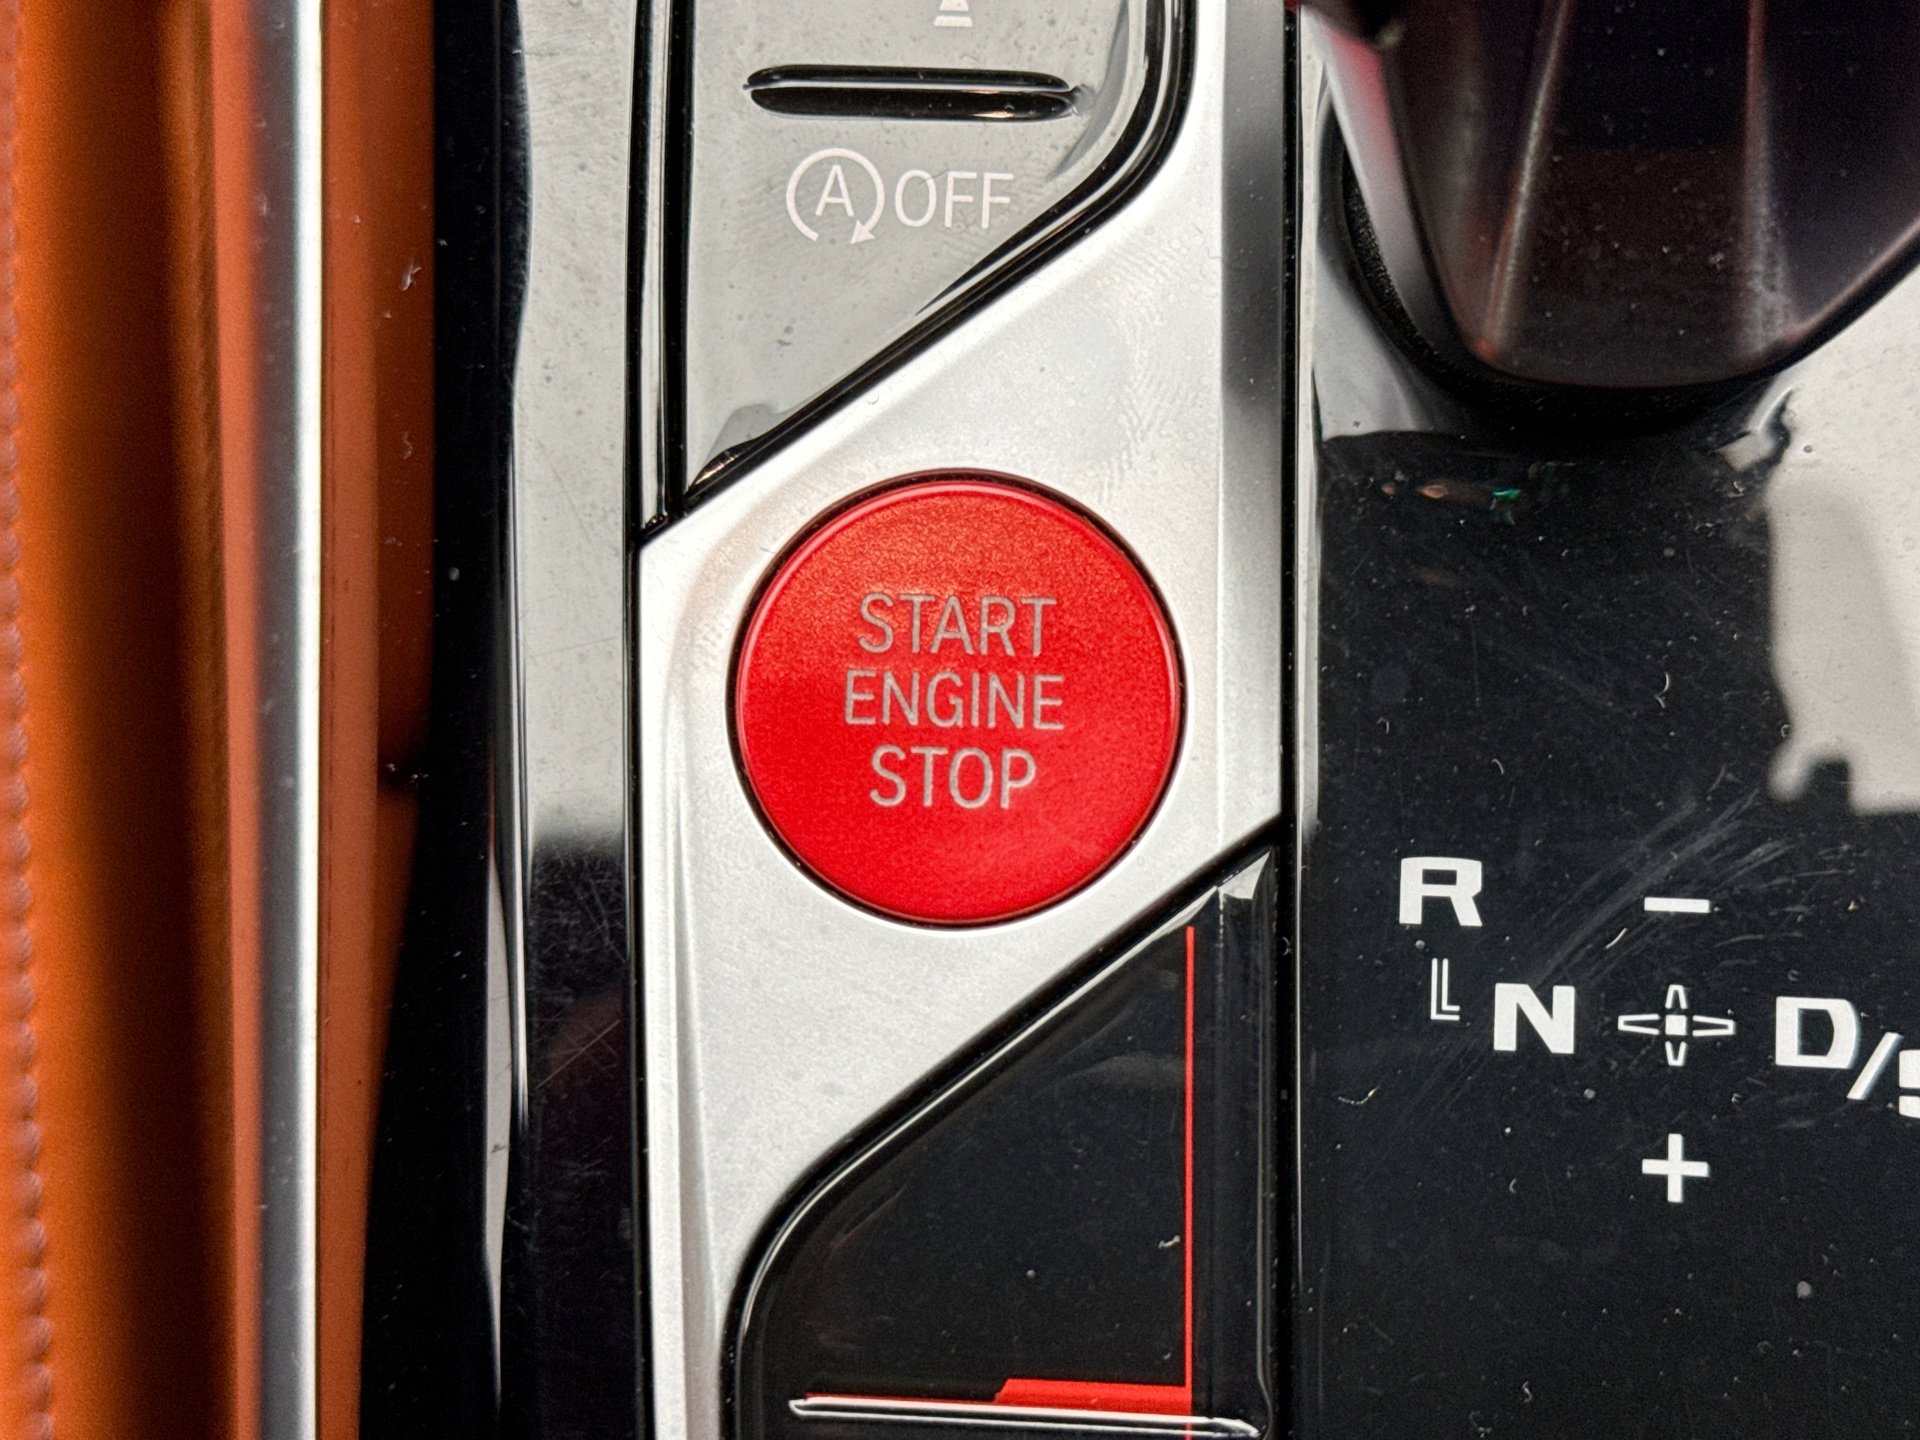 A OFF
START
ENGINE
STOP
R
−
N
D/S
+